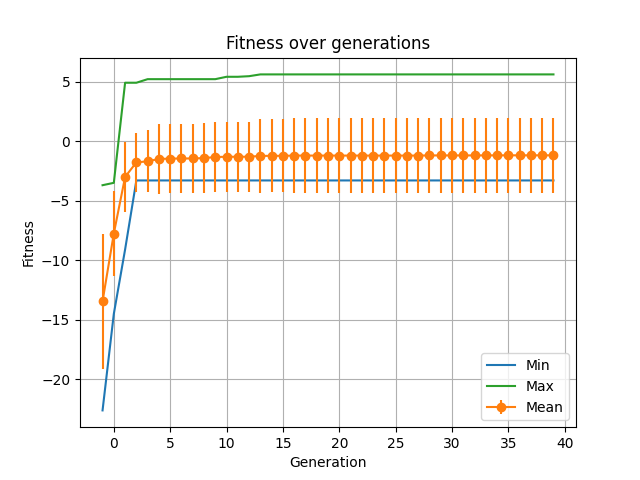 Fitness over generations
Fitness
5
0
−5
−10
−15
−20
0 5 10 15 20 25 30 35 40
Generation
Min
Max
Mean